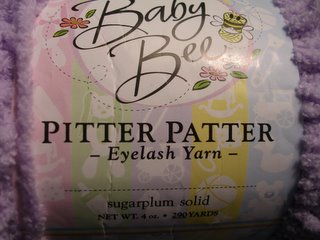 Baby
Bee
PITTER PATTER
– Eyelash Yarn –
sugarplum solid
NET WT. 4 oz. • 290 YARDS